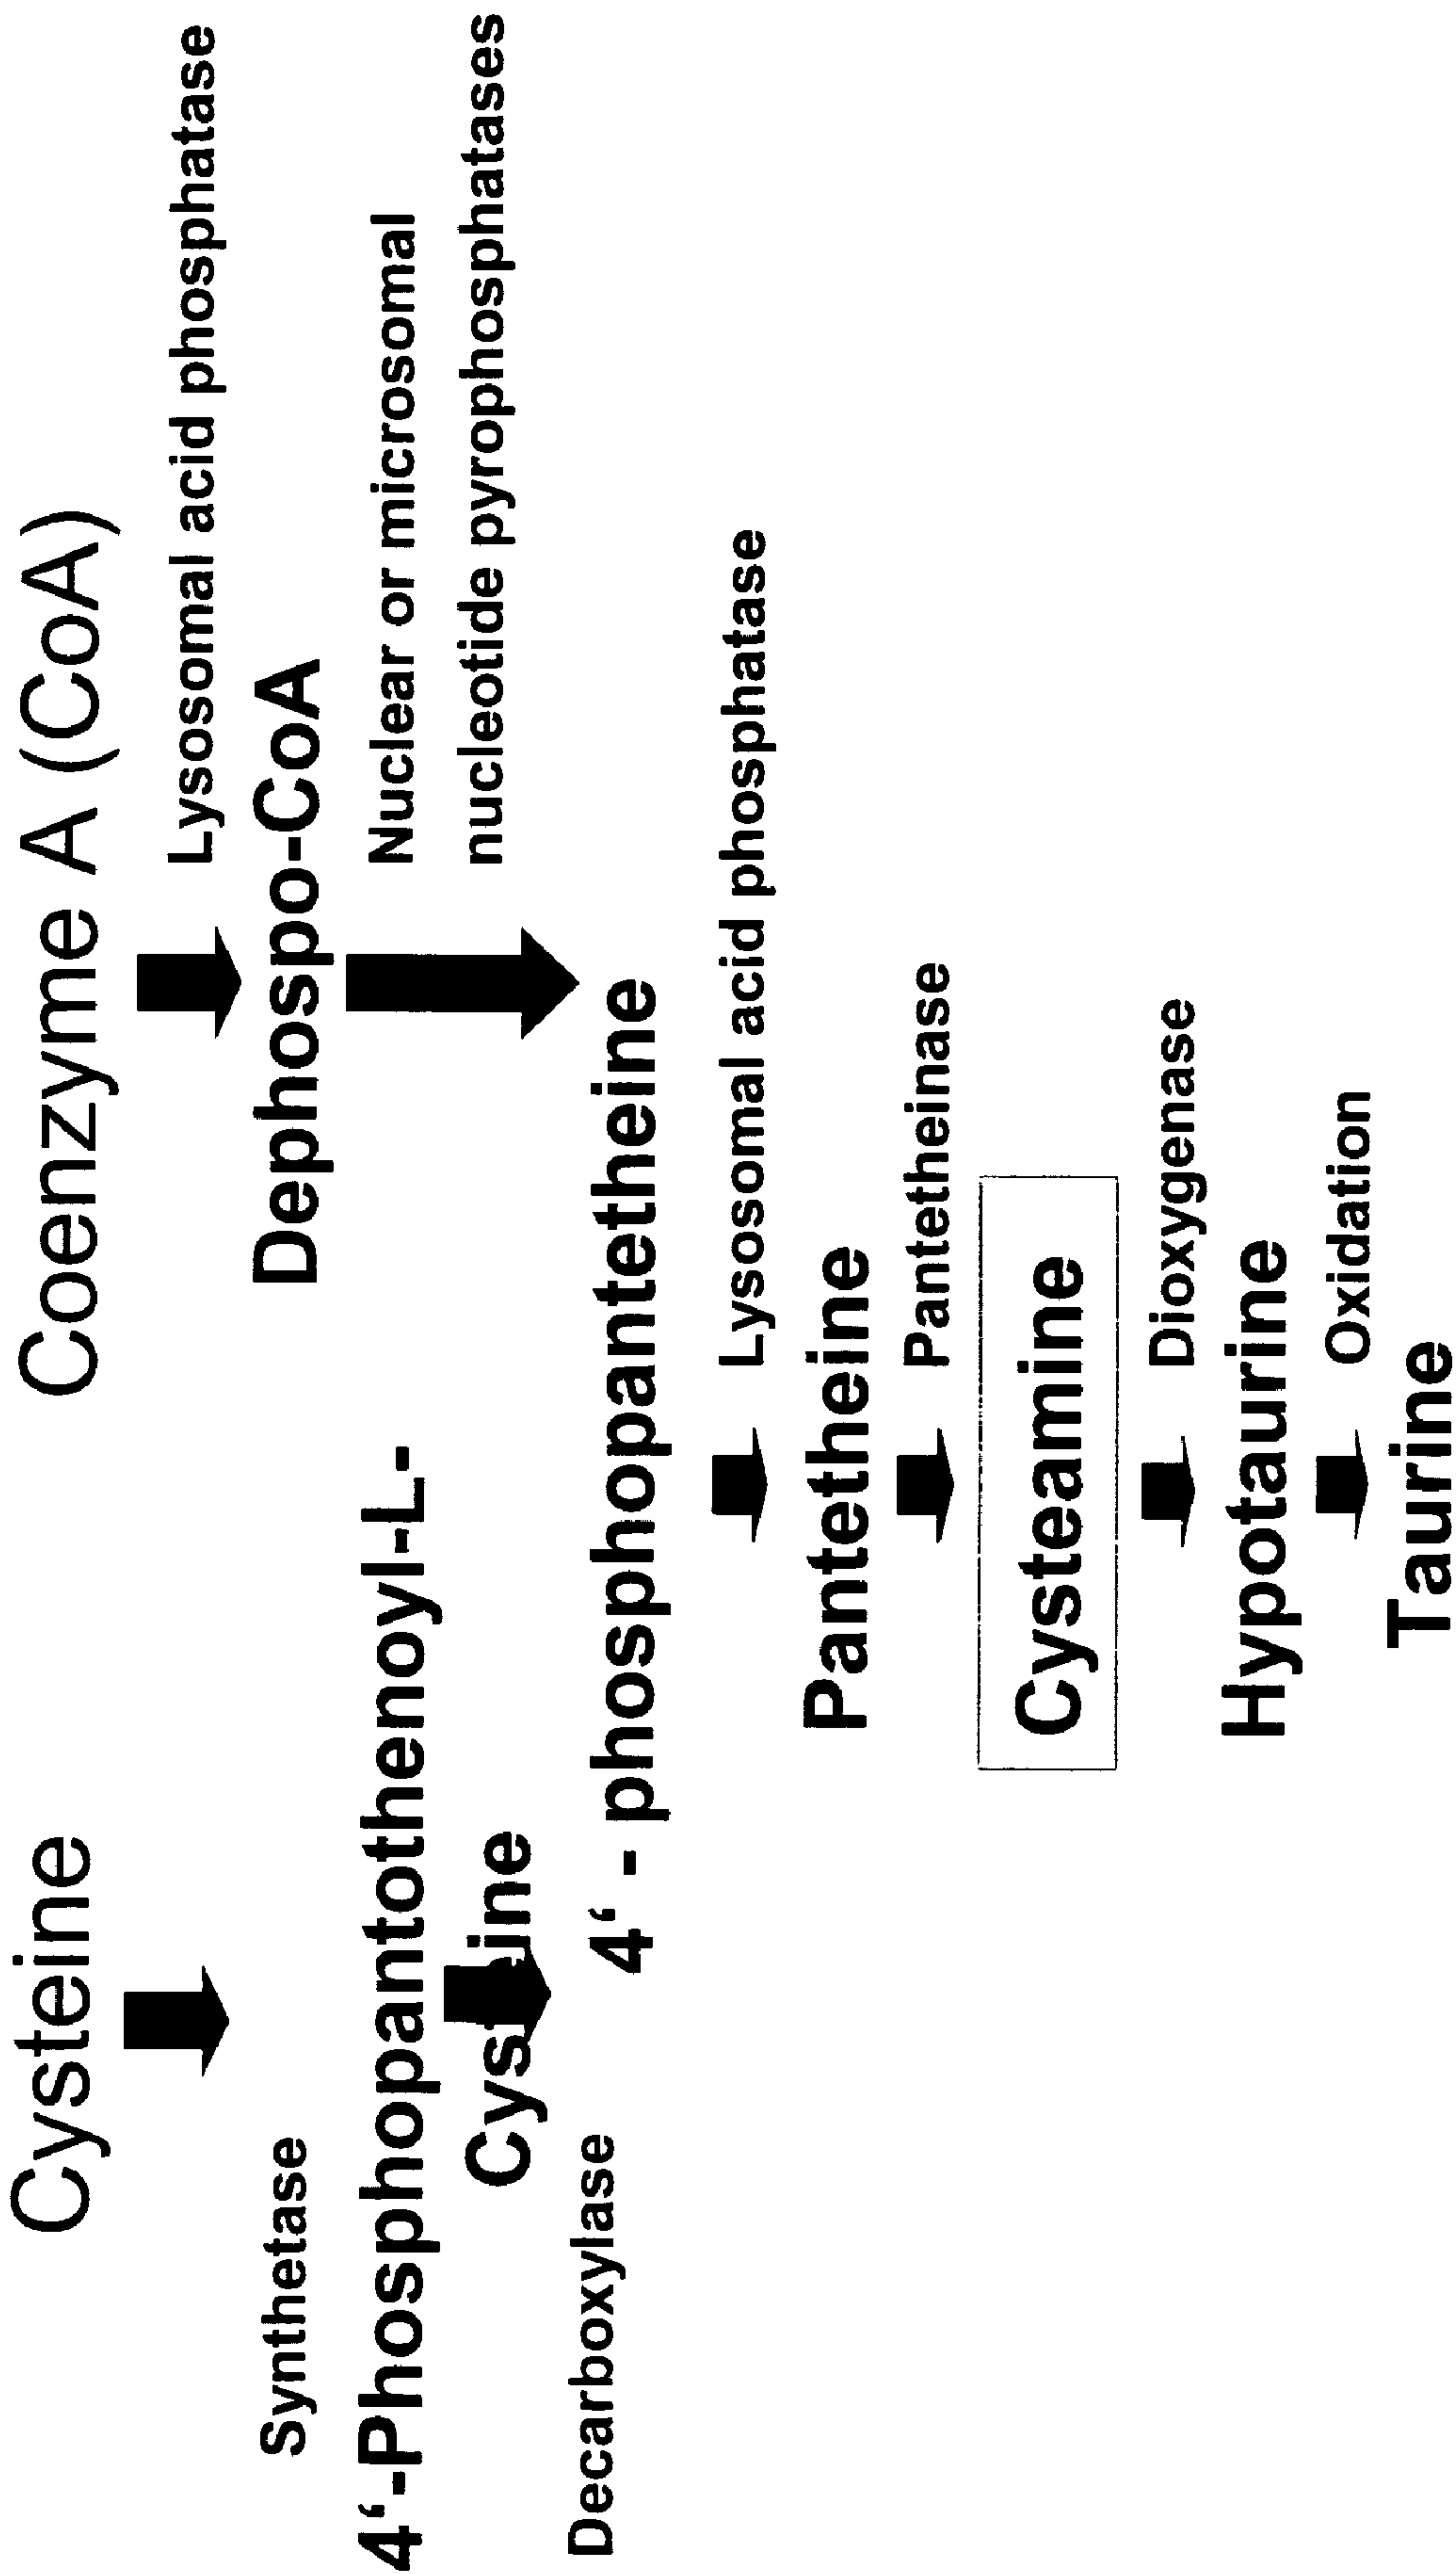 Cysteine
Coenzyme A (CoA)
Lysosomal acid phosphatase
Synthetase
Dephospo-CoA
4‘-Phosphopantothenoyl-L-
Cysteine
Nuclear or microsomal
nucleotide pyrophosphatases
Decarboxylase
4‘ - phosphopantetheine
Lysosomal acid phosphatase
Pantetheine
Pantetheinase
Cysteamine
Dioxygenase
Hypotaurine
Oxidation
Taurine